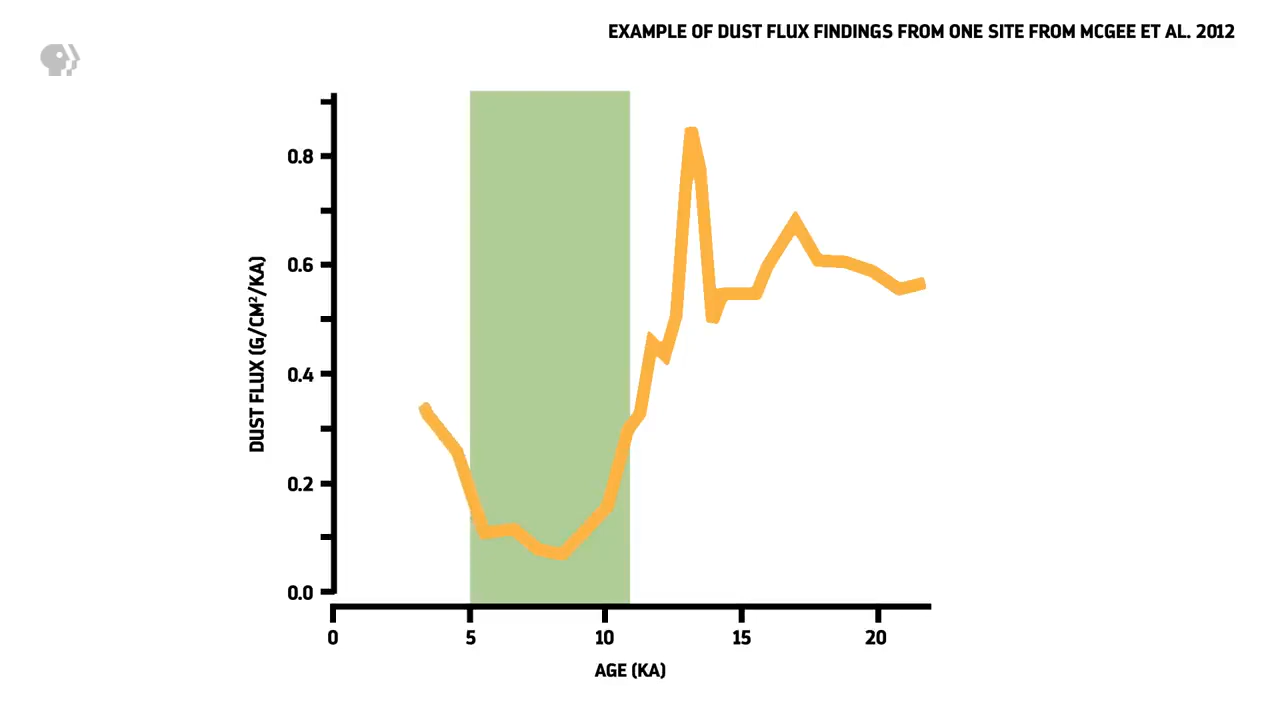 EXAMPLE OF DUST FLUX FINDINGS FROM ONE SITE FROM MCGEE ET AL. 2012
DUST FLUX (G/CM²/KA)
0.8
0.6
0.4
0.2
0.0
0 5 10 15 20
AGE (KA)